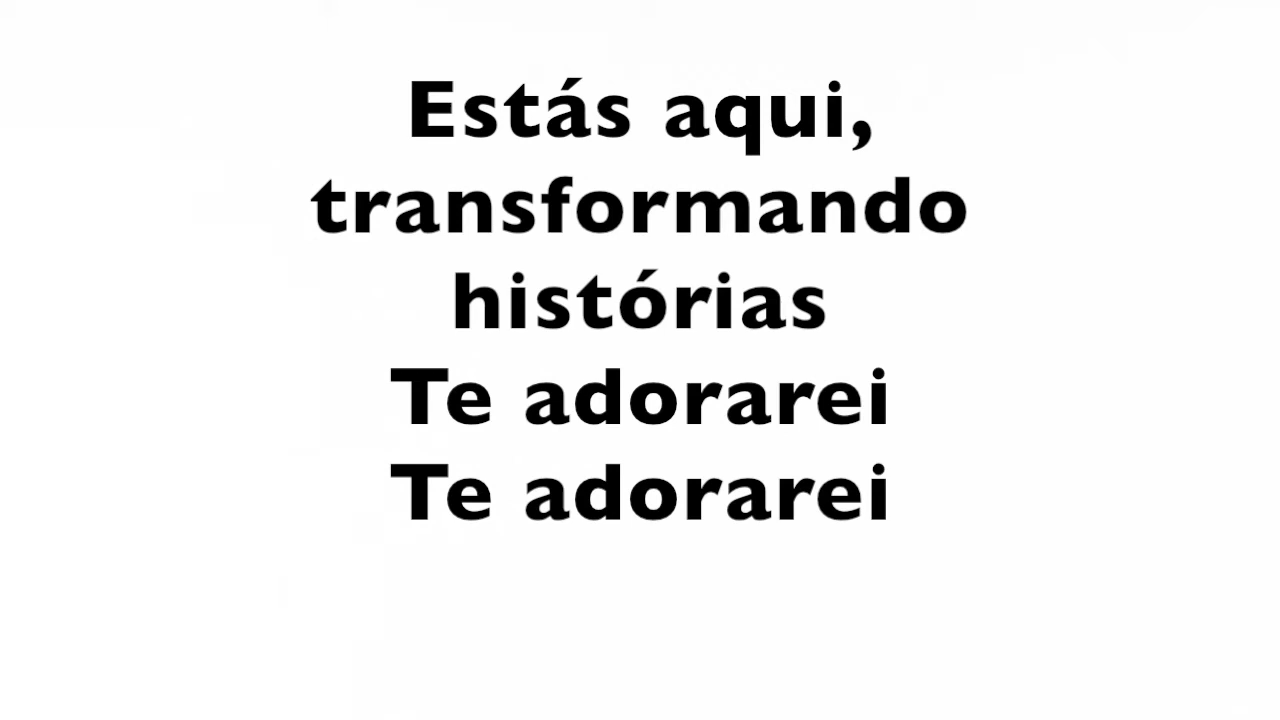 Estás aqui,
transformando
histórias
Te adorarei
Te adorarei